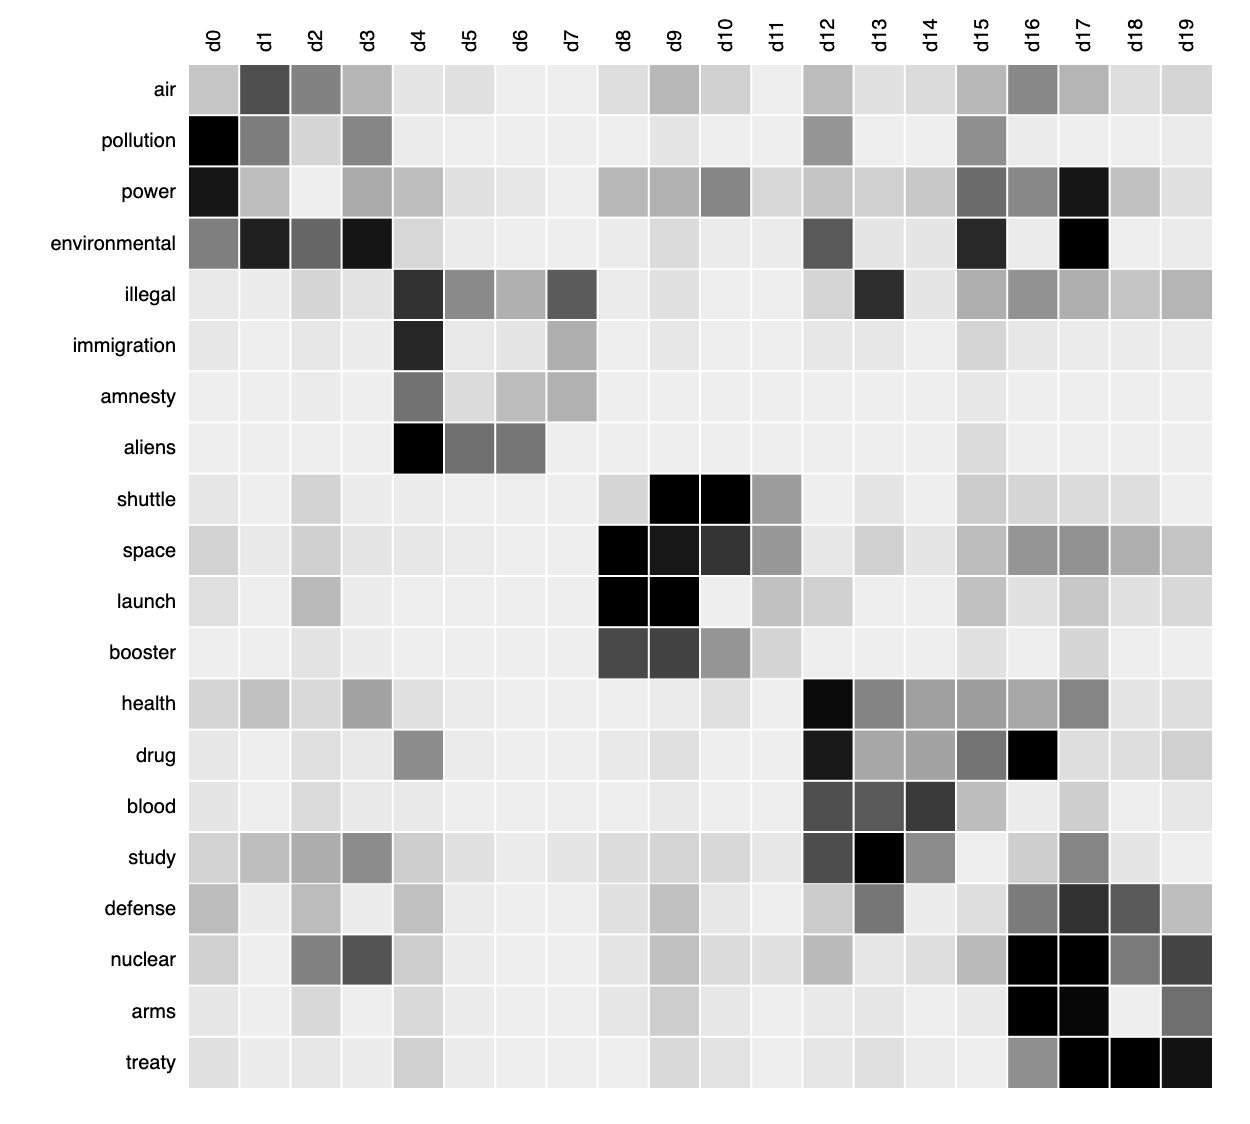 d0 d1 d2 d3 d4 d5 d6 d7 d8 d9 d10 d11 d12 d13 d14 d15 d16 d17 d18 d19
air
pollution
power
environmental
illegal
immigration
amnesty
aliens
shuttle
space
launch
booster
health
drug
blood
study
defense
nuclear
arms
treaty